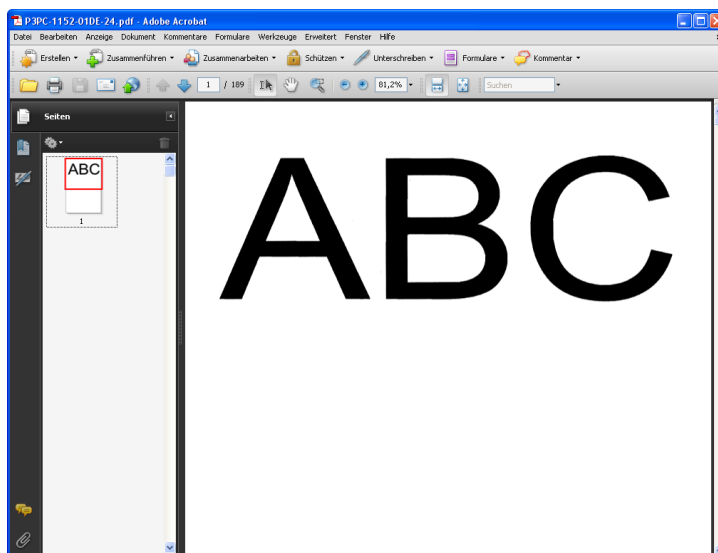 P3PC-1152-01DE-24.pdf - Adobe Acrobat
Datei Bearbeiten Anzeige Dokument Kommentare Formulare Werkzeuge Erweitert Fenster Hilfe
Erstellen Zusammenführen Zusammenarbeiten Schützen Unterschreiben Formulare Kommentar
1 / 189 81,2% Suchen
Seiten
ABC
1
ABC